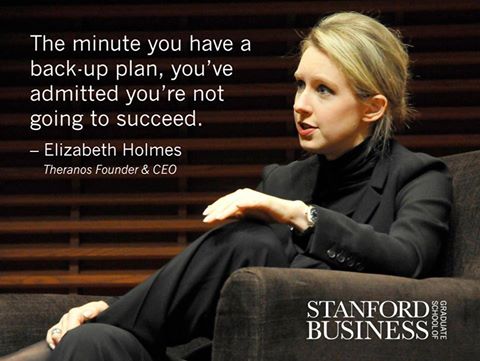 The minute you have a
back-up plan, you’ve
admitted you’re not
going to succeed.
– Elizabeth Holmes
Theranos Founder & CEO
STANFORD
BUSINESS
GRADUATE
SCHOOL OF